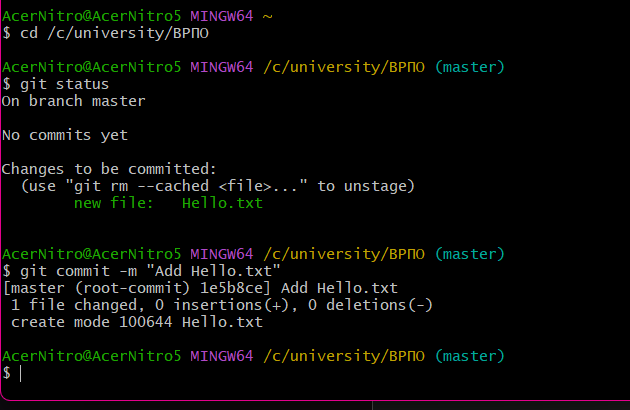 AcerNitro@AcerNitro5 MINGW64 ~
$ cd /c/university/ВРПО
AcerNitro@AcerNitro5 MINGW64 /c/university/ВРПО (master)
$ git status
On branch master
No commits yet
Changes to be committed:
  (use "git rm --cached <file>..." to unstage)
        new file:   Hello.txt
AcerNitro@AcerNitro5 MINGW64 /c/university/ВРПО (master)
$ git commit -m "Add Hello.txt"
[master (root-commit) 1e5b8ce] Add Hello.txt
 1 file changed, 0 insertions(+), 0 deletions(-)
 create mode 100644 Hello.txt
AcerNitro@AcerNitro5 MINGW64 /c/university/ВРПО (master)
$